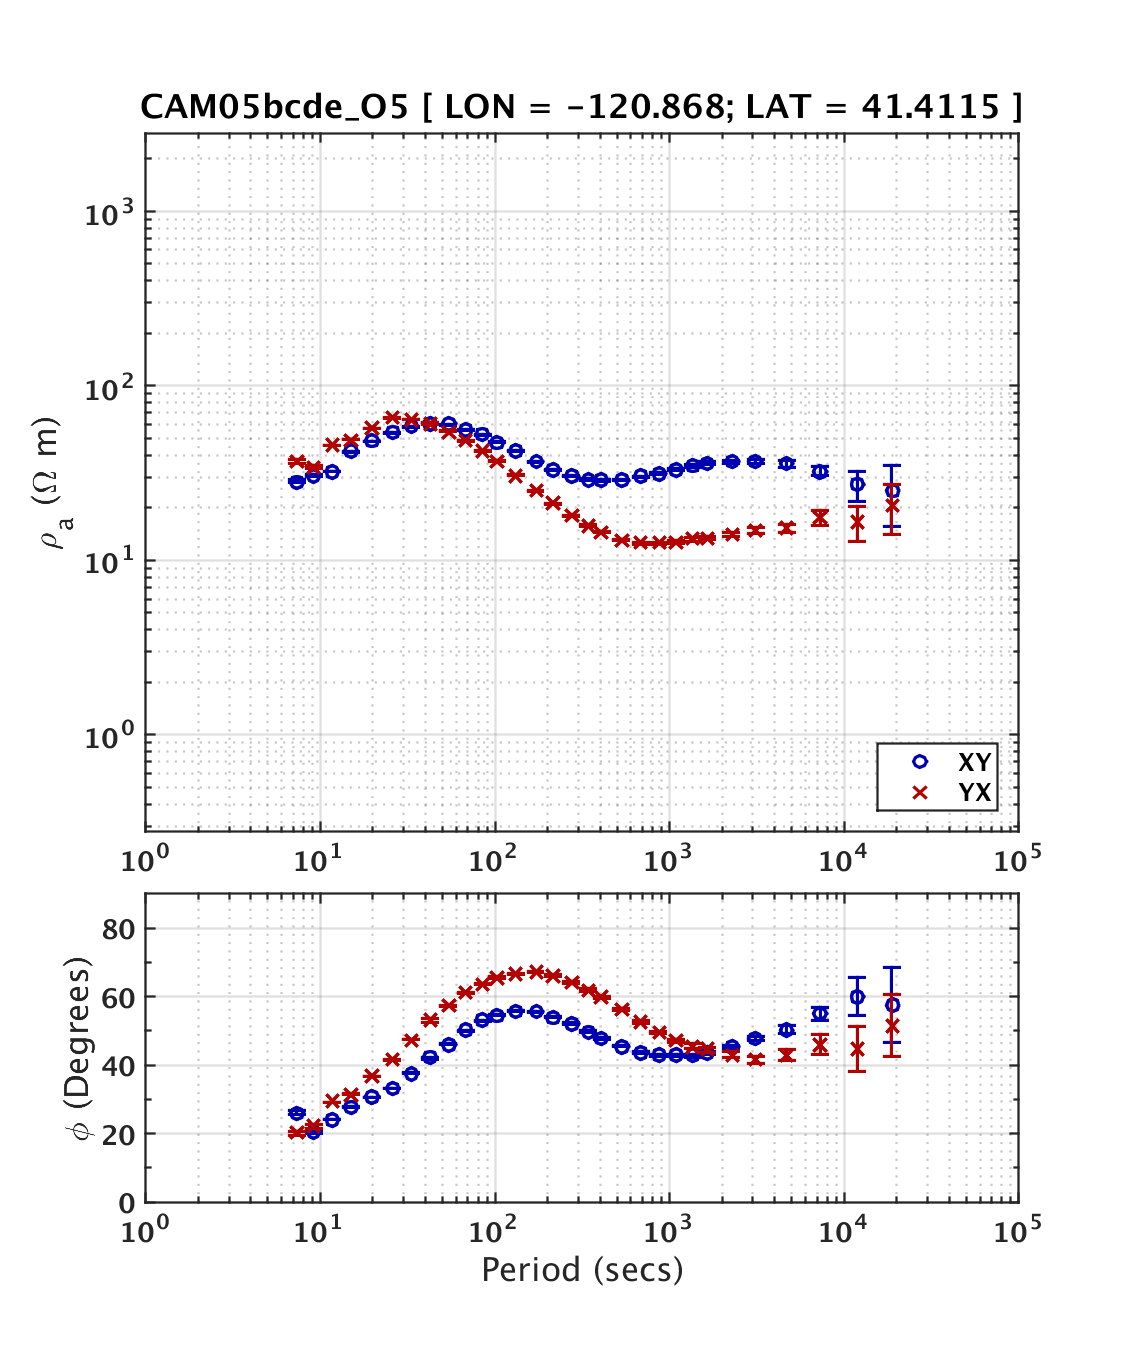 CAM05bcde_O5 [ LON = -120.868; LAT = 41.4115 ]
10³
10²
10¹
10⁰
ρa (Ω m)
XY
YX
10⁰ 10¹ 10² 10³ 10⁴ 10⁵
80
60
40
20
0
ϕ (Degrees)
10⁰ 10¹ 10² 10³ 10⁴ 10⁵
Period (secs)